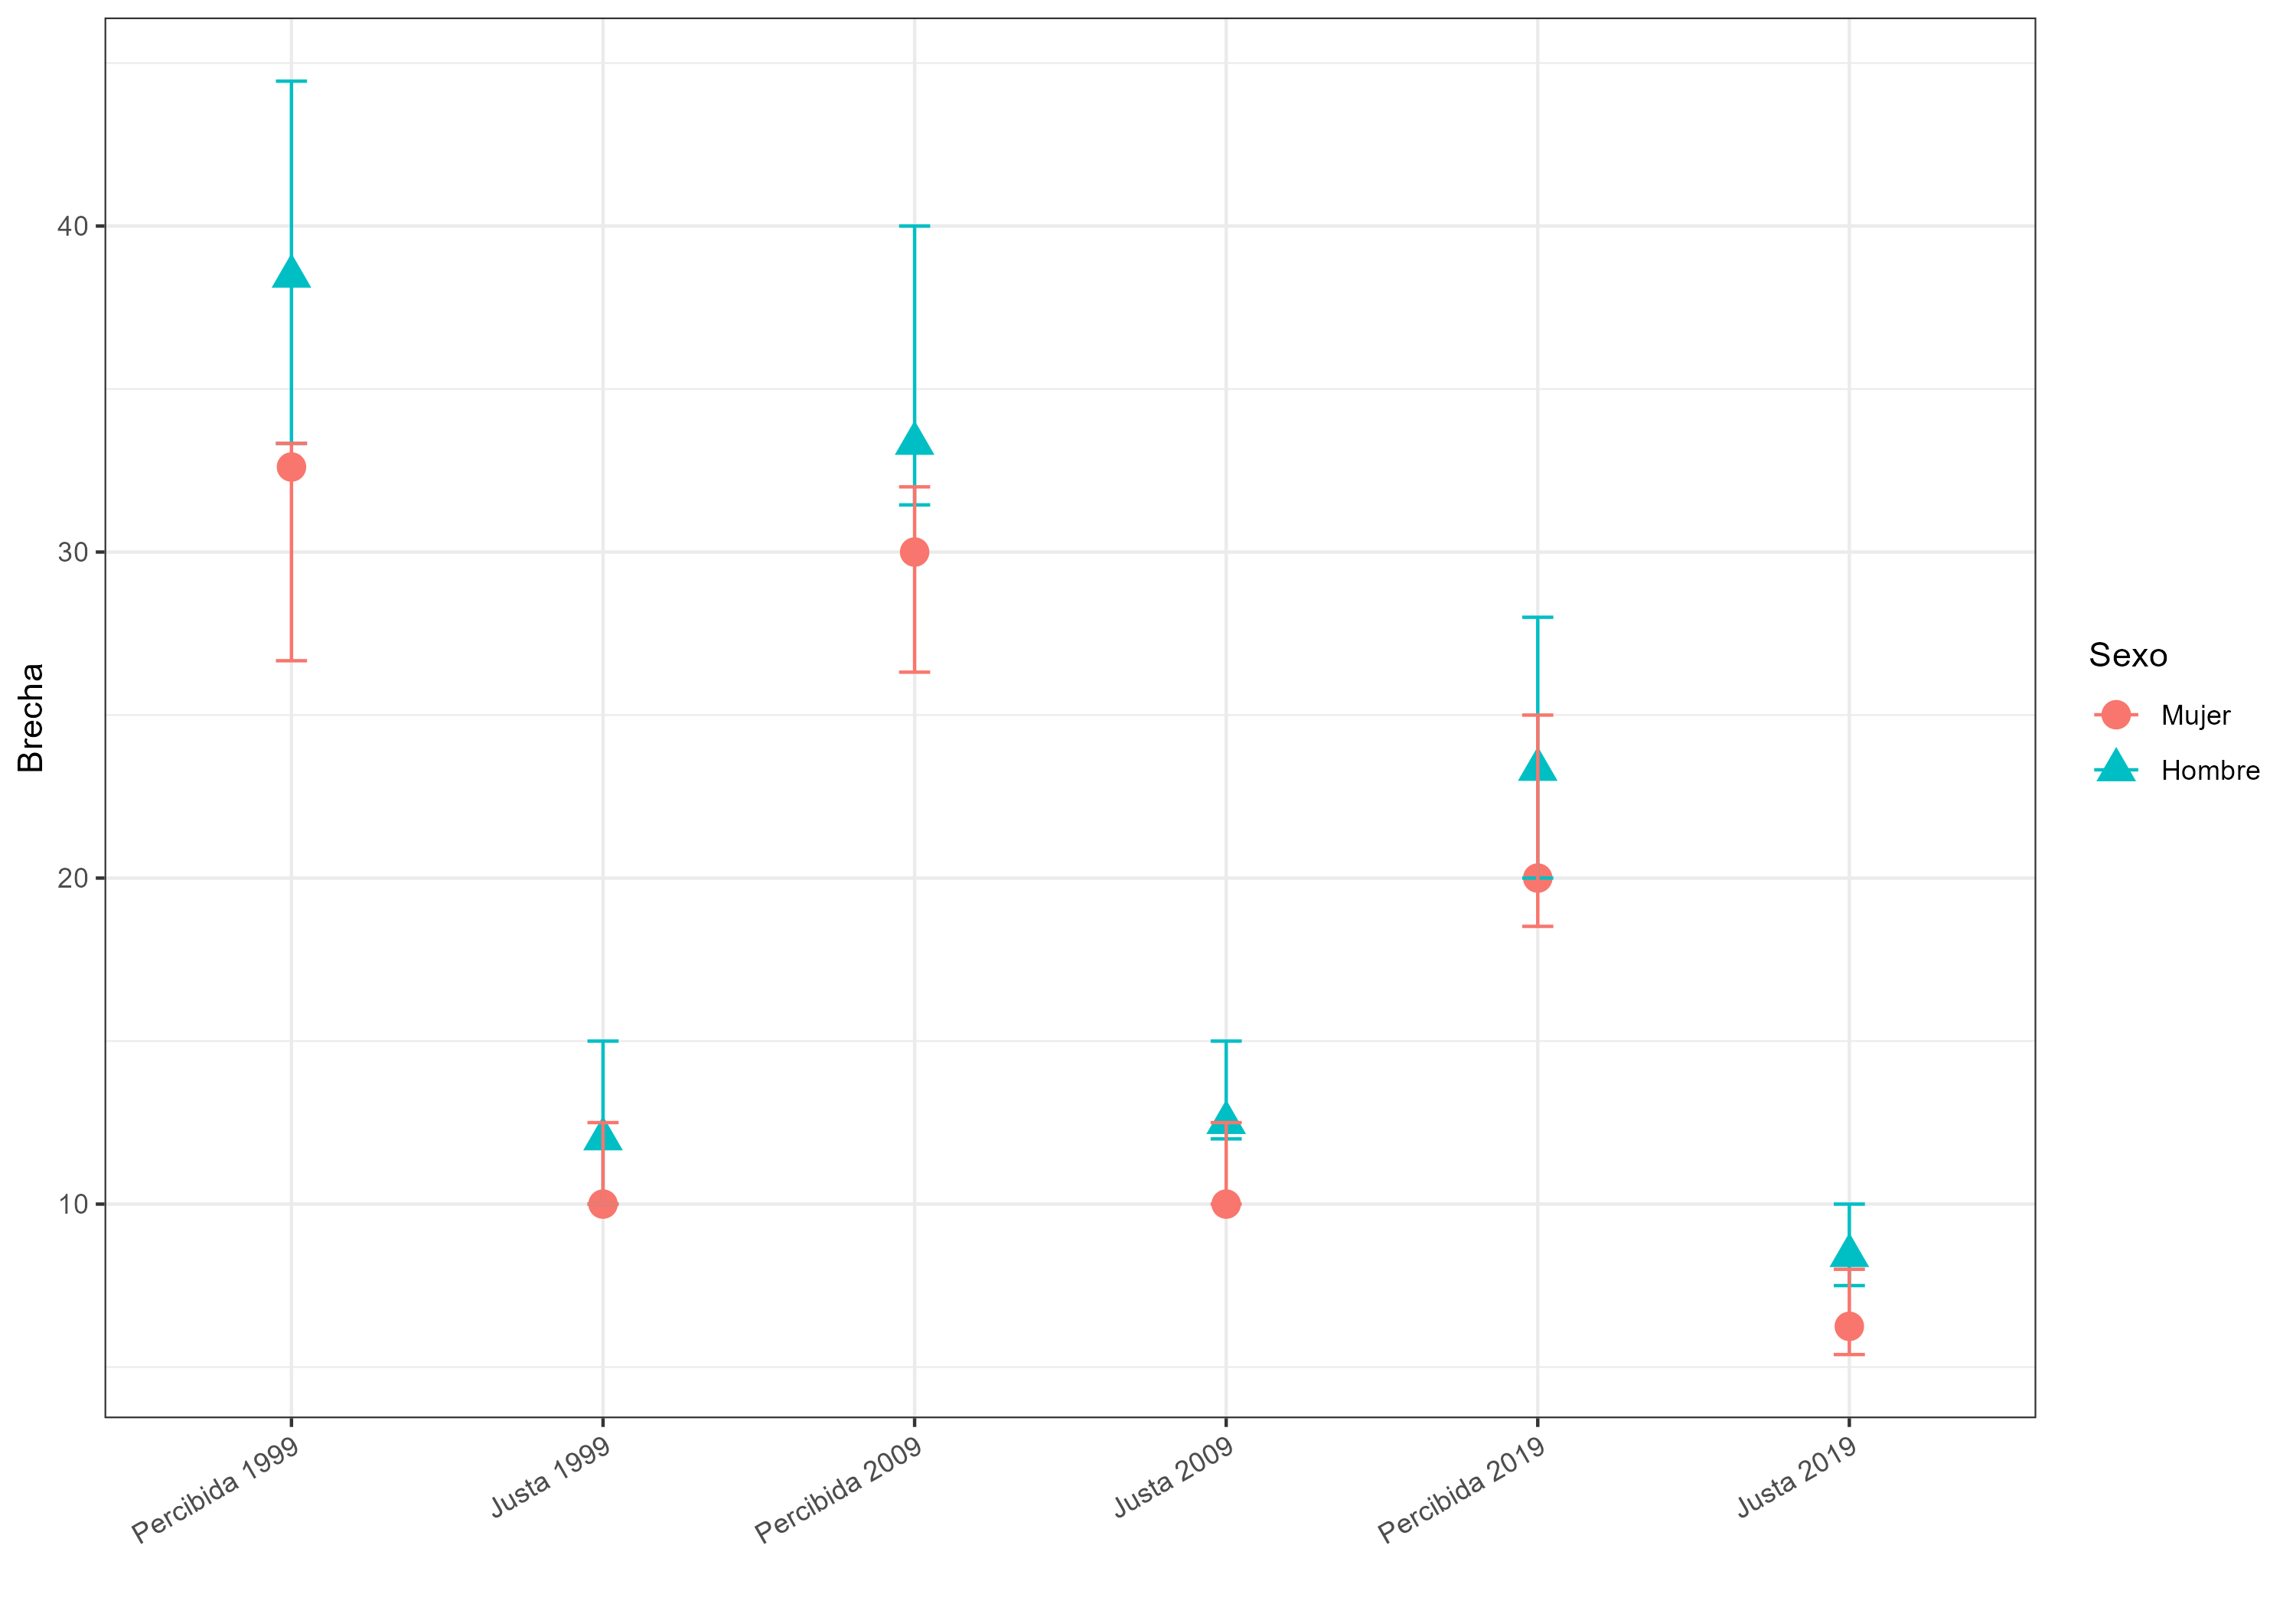 Brecha
40
30
20
10
Percibida 1999
Justa 1999
Percibida 2009
Justa 2009
Percibida 2019
Justa 2019
Sexo
Mujer
Hombre